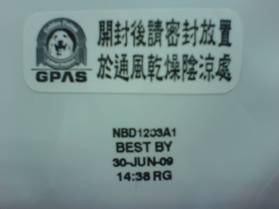 開封後請密封放置
於通風乾燥陰涼處
GPAS
NBD1203A1
BEST BY
30-JUN-09
14:38 RG